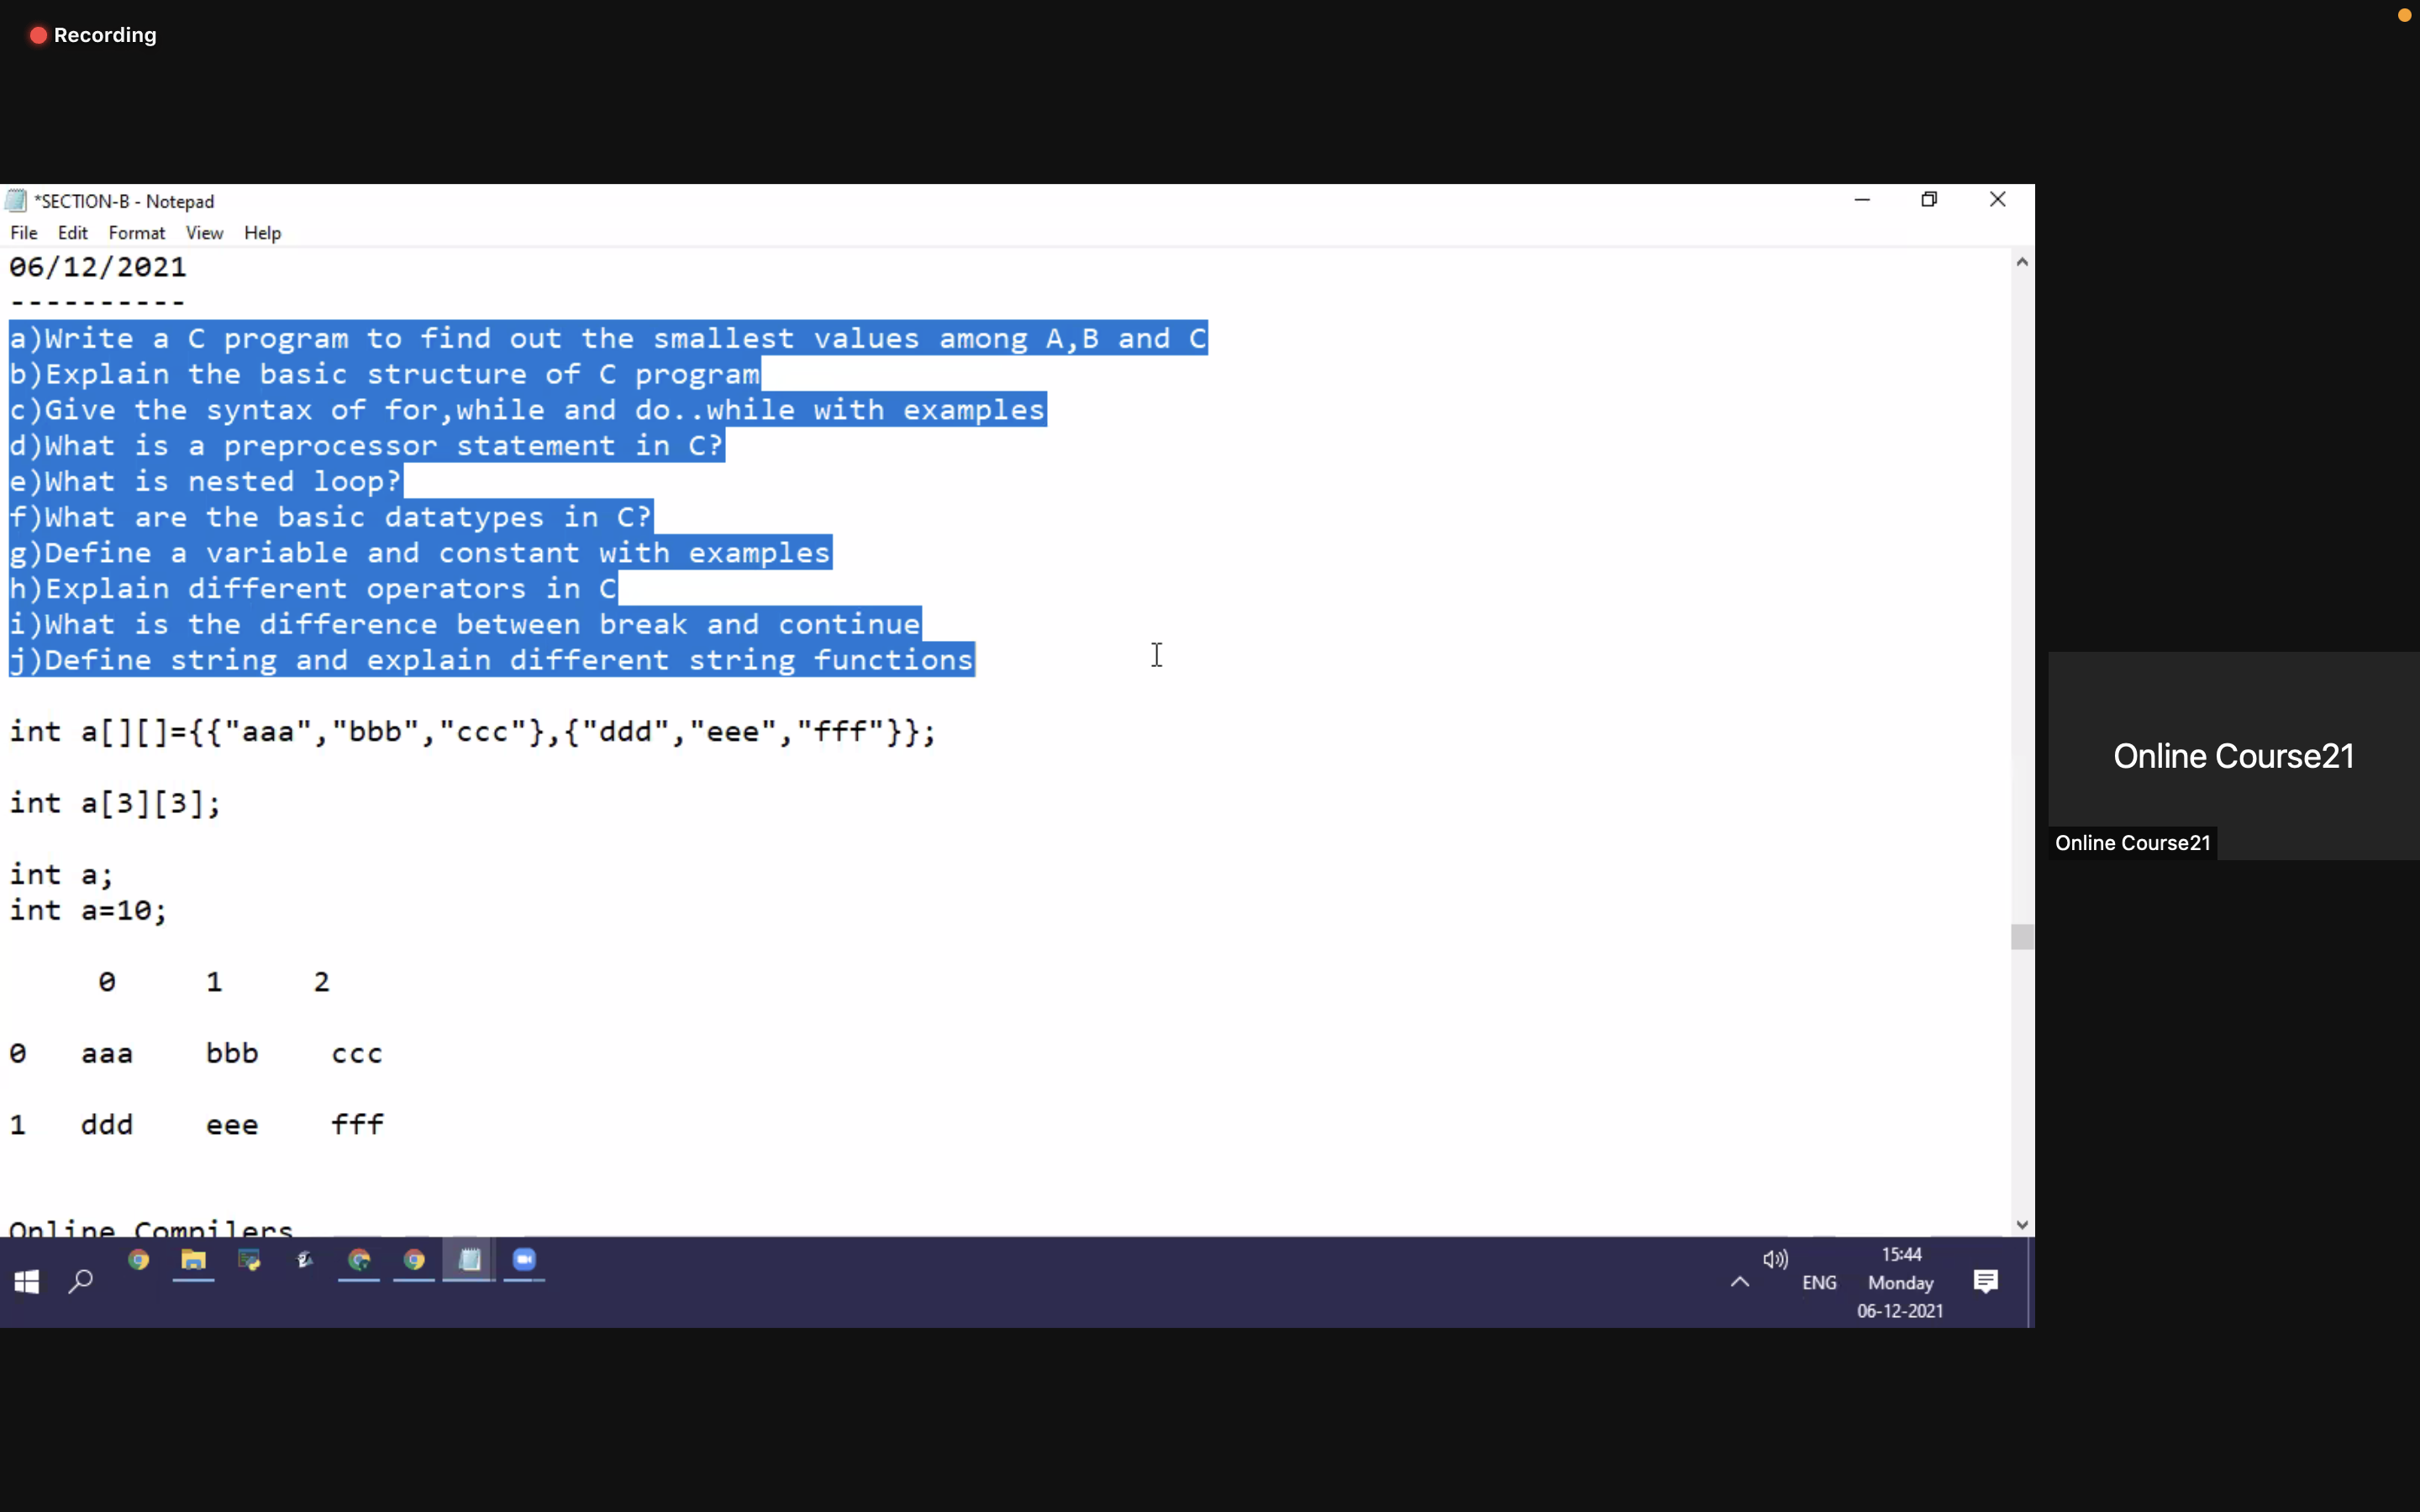 Recording
*SECTION-B - Notepad
File Edit Format View Help
06/12/2021
----------
a)Write a C program to find out the smallest values among A,B and C
b)Explain the basic structure of C program
c)Give the syntax of for,while and do..while with examples
d)What is a preprocessor statement in C?
e)What is nested loop?
f)What are the basic datatypes in C?
g)Define a variable and constant with examples
h)Explain different operators in C
i)What is the difference between break and continue
j)Define string and explain different string functions
int a[][]={{"aaa","bbb","ccc"},{"ddd","eee","fff"}};
int a[3][3];
int a;
int a=10;
0 1 2
0 aaa bbb ccc
1 ddd eee fff
Online Compilers
Online Course21
Online Course21
15:44
ENG Monday
06-12-2021